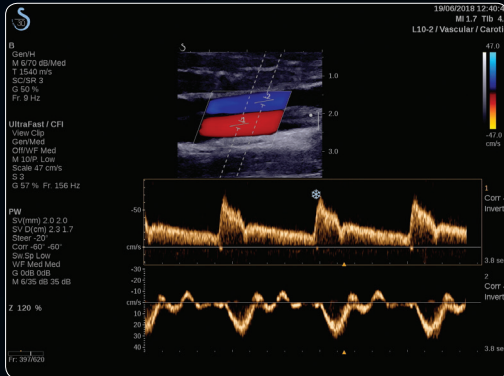 19/06/2018 12:40:4
MI 1.7 TIb 4.
L10-2 / Vascular / Caroti
S
3D
B
Gen/H
M 6/70 dB/Med
T 1540 m/s
SC/SR 3
G 50 %
Fr. 9 Hz
UltraFast / CFI
View Clip
Gen/Med
Off/WF Med
M 10/P. Low
Scale 47 cm/s
S 3
G 57 % Fr. 156 Hz
PW
SV(mm) 2.0 2.0
SV D(cm) 2.3 1.7
Steer -20°
Corr -60° -60°
Sw.Sp Low
WF Med Med
G 0dB 0dB
M 6/35 dB 35 dB
Z 120 %
Fr: 397/620
S
1.0
2.0
3.0
47.0
-47.0
cm/s
-50
cm/s
1
Corr -
Invert
3.8 se
-30
-20
-10
cm/s
10
20
30
40
2
Corr -
Invert
3.8 se